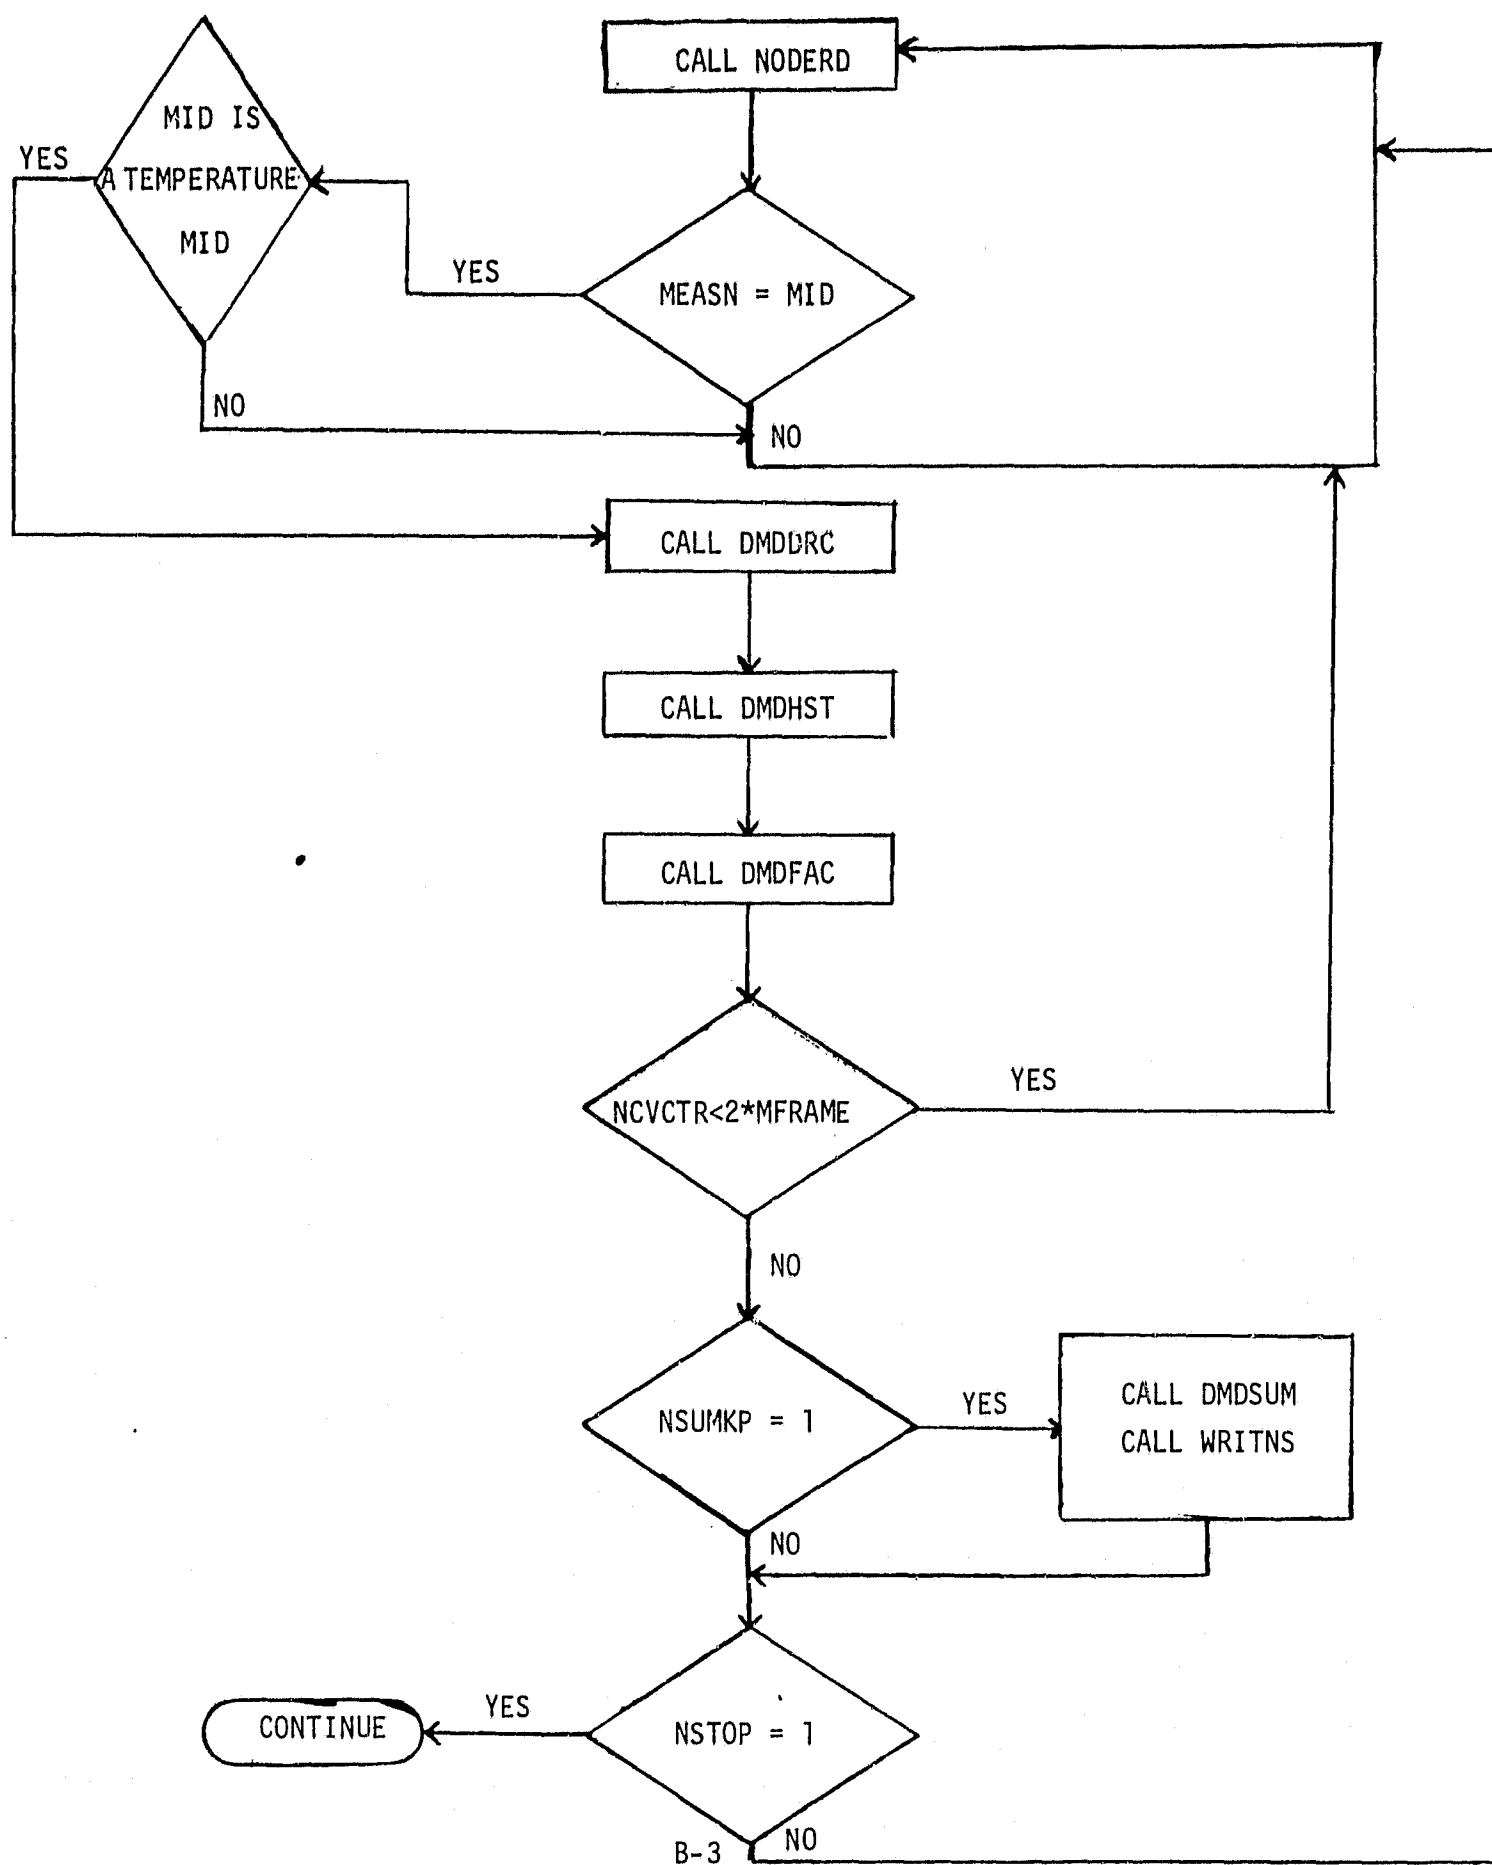 CALL NODERD
MID IS
A TEMPERATURE
MID
YES
YES
MEASN = MID
NO
NO
CALL DMDDRC
CALL DMDHST
CALL DMDFAC
NCVCTR<2*MFRAME
YES
NO
NSUMKP = 1
YES
CALL DMDSUM
CALL WRITNS
NO
NSTOP = 1
YES
CONTINUE
NO
B-3